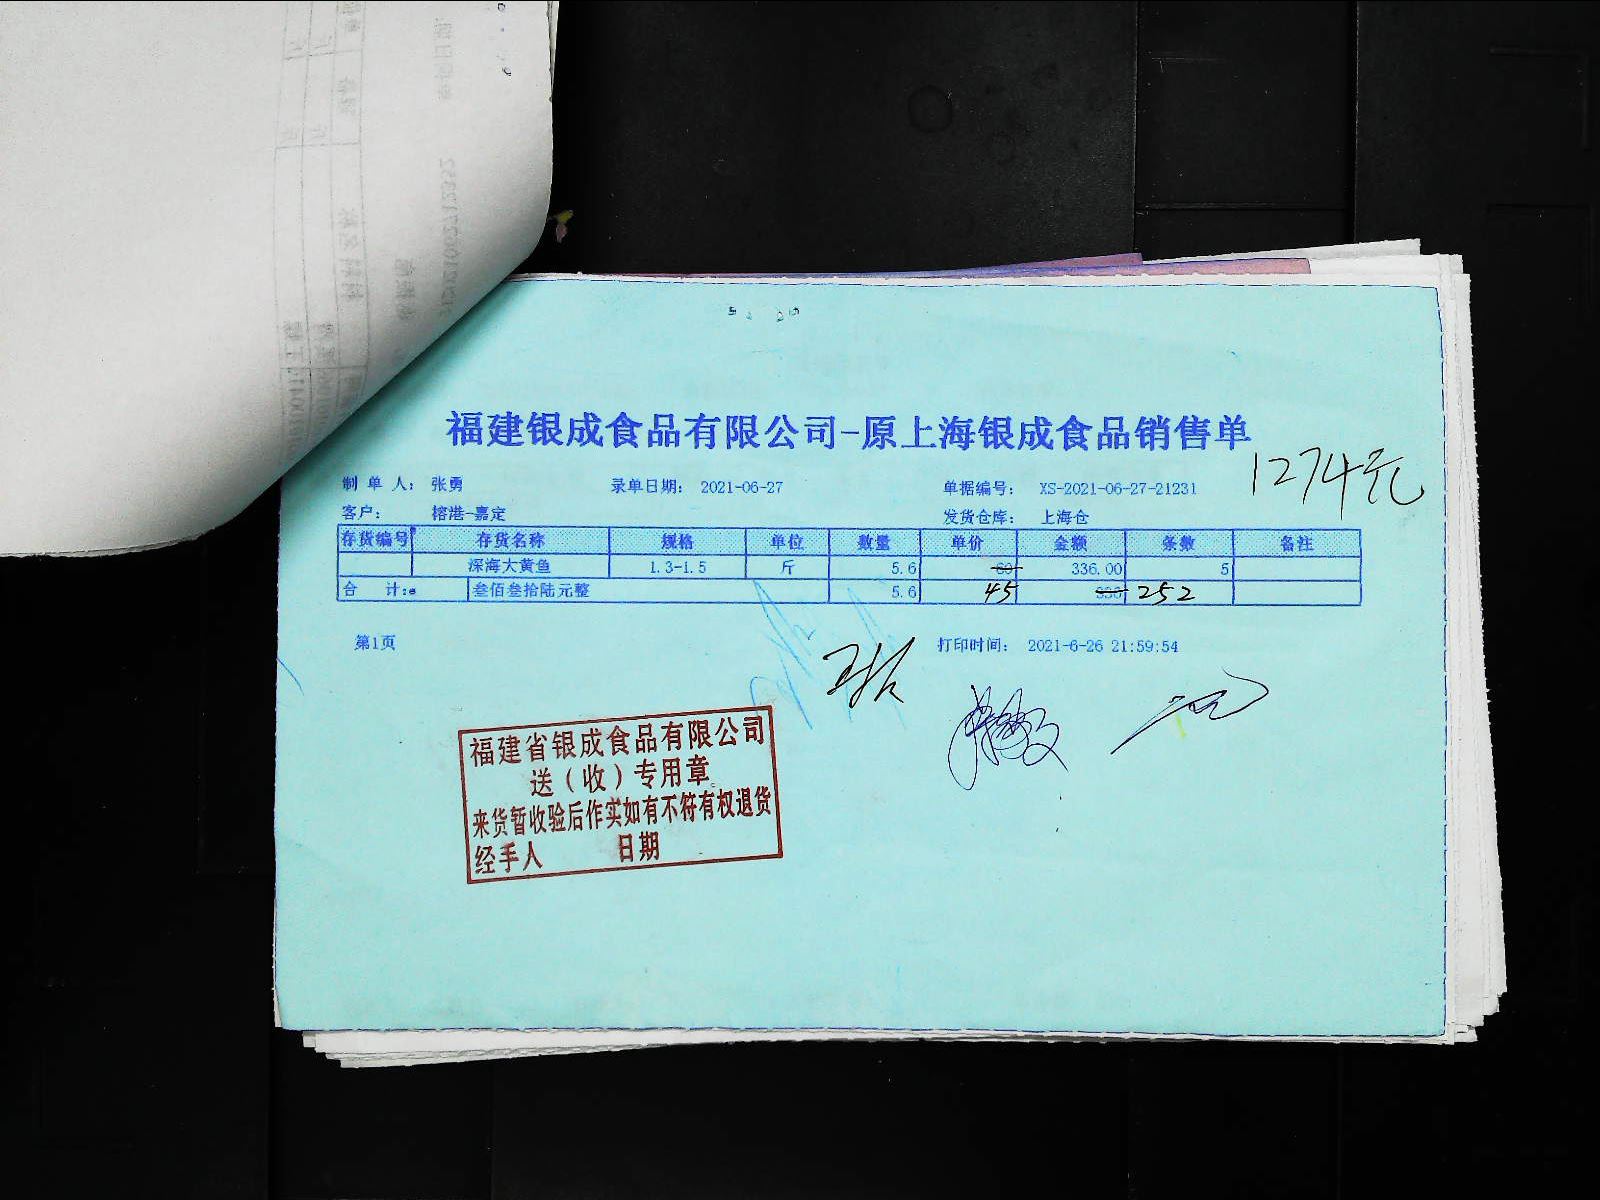 福建银成食品有限公司-原上海银成食品销售单
1274元
制 单 人： 张勇 录单日期： 2021-06-27 单据编号： XS-2021-06-27-21231
客户： 榕港-嘉定 发货仓库： 上海仓
存货编号 存货名称 规格 单位 数量 单价 金额 条数 备注
深海大黄鱼 1.3-1.5 斤 5.6 60 336.00 5
合 计： 叁佰叁拾陆元整 5.6 45 336 252
第1页 打印时间： 2021-6-26 21:59:54
福建省银成食品有限公司
送（收）专用章
来货暂收验后作实如有不符有权退货
经手人 日期